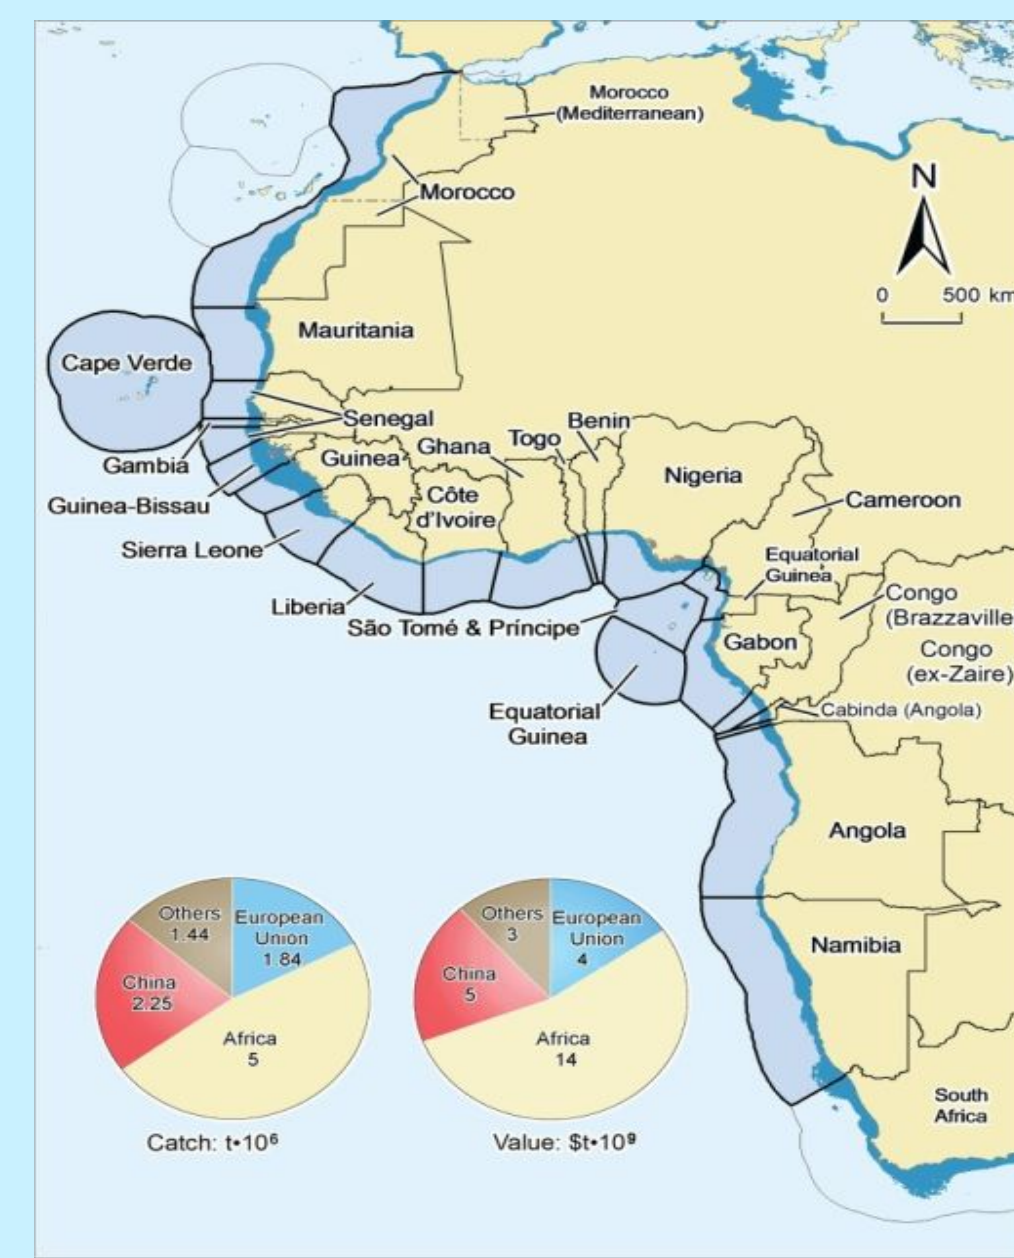 Morocco
(Mediterranean)
N
Morocco
0 500 km
Mauritania
Cape Verde
Senegal
Benin
Togo
Ghana
Gambia
Guinea
Nigeria
Côte
d'Ivoire
Guinea-Bissau
Cameroon
Sierra Leone
Equatorial
Guinea
Congo
(Brazzaville
Liberia
São Tomé & Príncipe
Gabon
Congo
(ex-Zaire)
Equatorial
Guinea
Cabinda (Angola)
Angola
Namibia
South
Africa
Others
1.44
European
Union
1.84
China
2.25
Africa
5
Catch: t•10⁶
Others
3
European
Union
4
China
5
Africa
14
Value: $t•10⁹